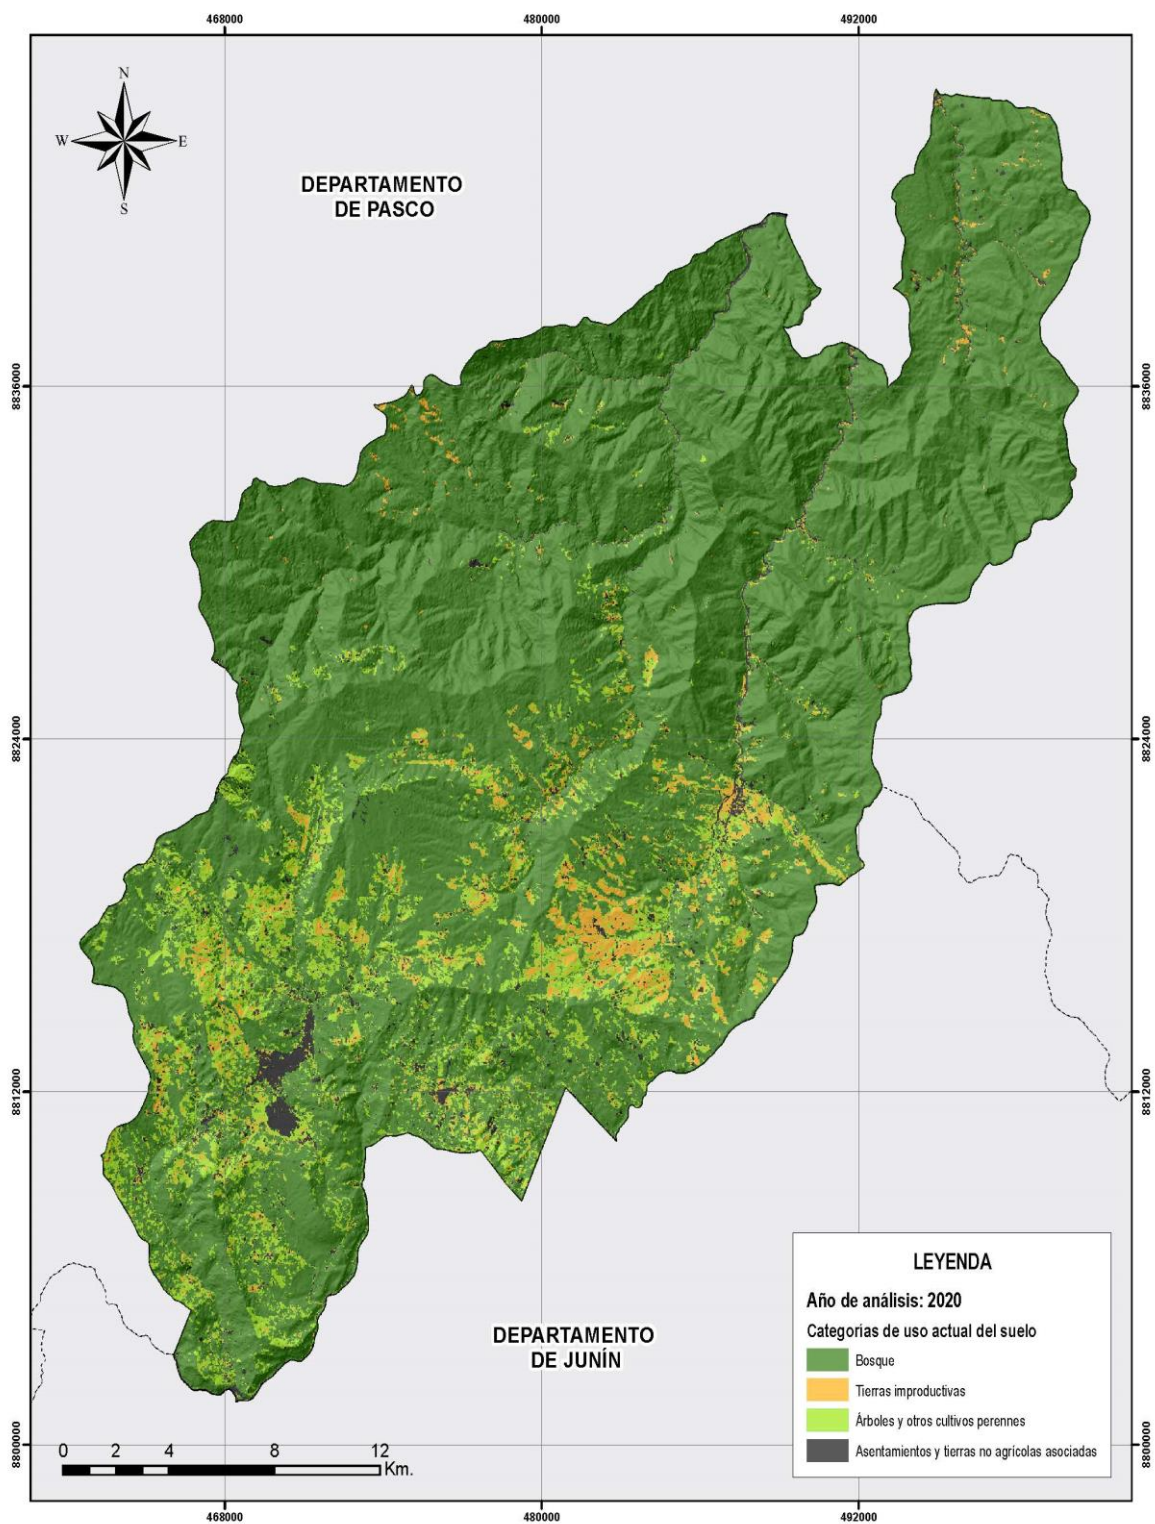 468000
480000
492000
N
W
E
S
DEPARTAMENTO
DE PASCO
8836000
8836000
8824000
8824000
8812000
8812000
LEYENDA
Año de análisis: 2020
Categorias de uso actual del suelo
Bosque
Tierras improductivas
Árboles y otros cultivos perennes
Asentamientos y tierras no agrícolas asociadas
DEPARTAMENTO
DE JUNÍN
8800000
8800000
0 2 4 8 12
Km.
468000
480000
492000